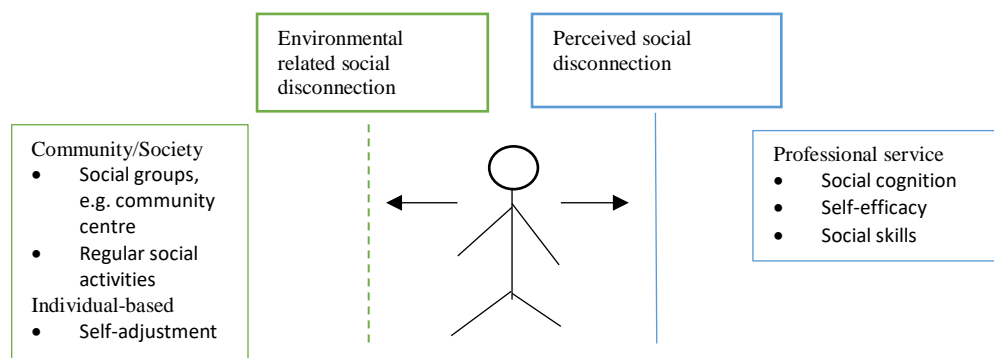 Environmental
related social
disconnection
Perceived social
disconnection
Community/Society
• Social groups,
e.g. community
centre
• Regular social
activities
Individual-based
• Self-adjustment
Professional service
• Social cognition
• Self-efficacy
• Social skills